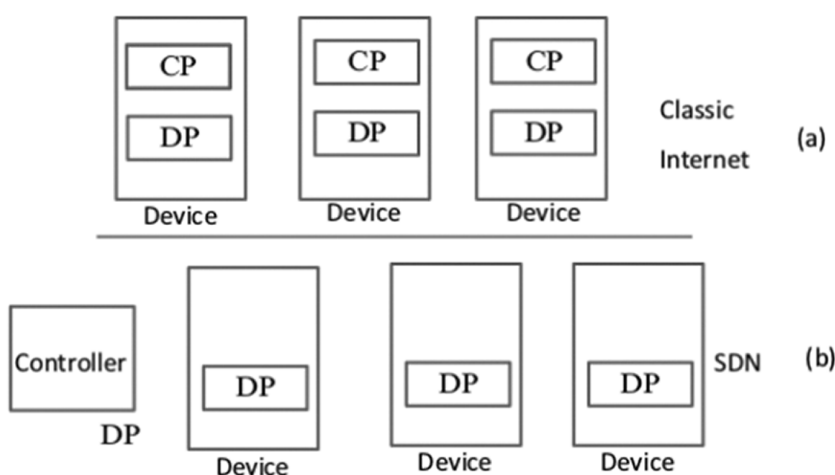 CP CP CP
DP DP DP
Classic
Internet
(a)
Device Device Device
Controller
DP
DP DP DP
SDN (b)
Device Device Device